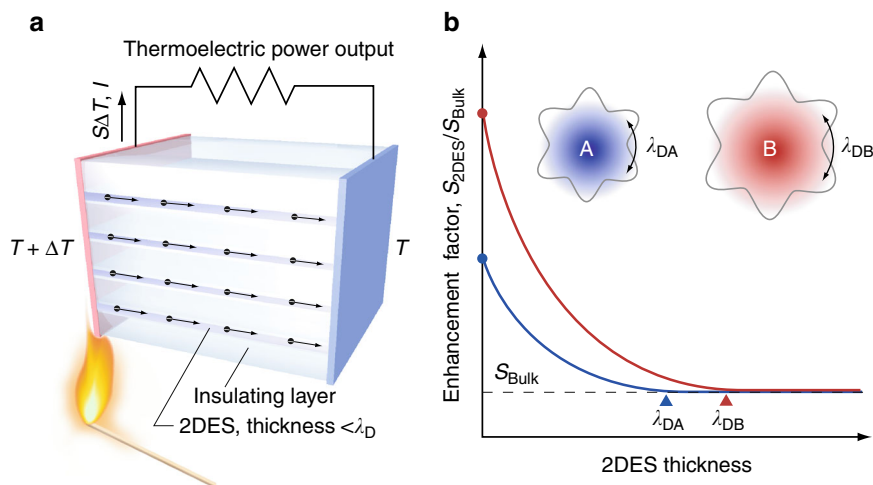 a
Thermoelectric power output
SΔT, I
T + ΔT
T
Insulating layer
2DES, thickness <λD
b
Enhancement factor, S2DES/SBulk
A
λDA
B
λDB
SBulk
λDA
λDB
2DES thickness